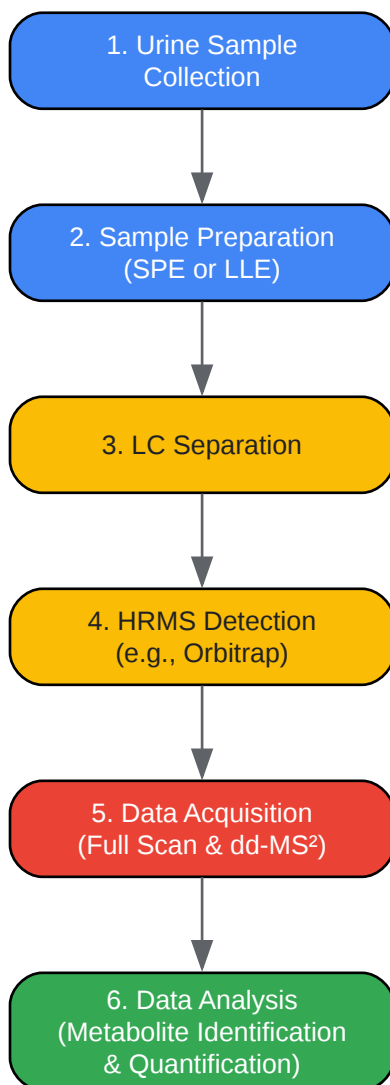 1. Urine Sample
Collection
2. Sample Preparation
(SPE or LLE)
3. LC Separation
4. HRMS Detection
(e.g., Orbitrap)
5. Data Acquisition
(Full Scan & dd-MS²)
6. Data Analysis
(Metabolite Identification
& Quantification)